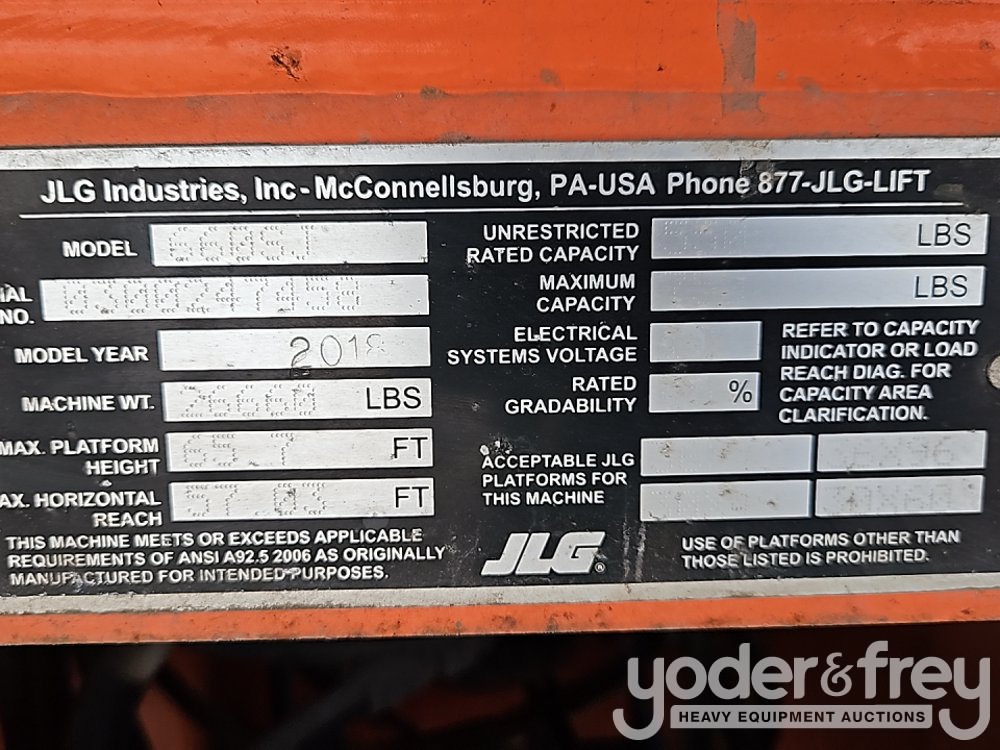 JLG Industries, Inc - McConnellsburg, PA-USA Phone 877-JLG-LIFT
MODEL 660SJ
NO.
MODEL YEAR 2018
MACHINE WT. LBS
MAX. PLATFORM
HEIGHT FT
HORIZONTAL
REACH FT
THIS MACHINE MEETS OR EXCEEDS APPLICABLE
REQUIREMENTS OF ANSI A92.5 2006 AS ORIGINALLY
MANUFACTURED FOR INTENDED PURPOSES.
UNRESTRICTED
RATED CAPACITY LBS
MAXIMUM
CAPACITY LBS
ELECTRICAL
SYSTEMS VOLTAGE
RATED
GRADABILITY %
REFER TO CAPACITY
INDICATOR OR LOAD
REACH DIAG. FOR
CAPACITY AREA
CLARIFICATION.
ACCEPTABLE JLG
PLATFORMS FOR
THIS MACHINE
JLG®
USE OF PLATFORMS OTHER THAN
THOSE LISTED IS PROHIBITED.
yoder&frey
HEAVY EQUIPMENT AUCTIONS